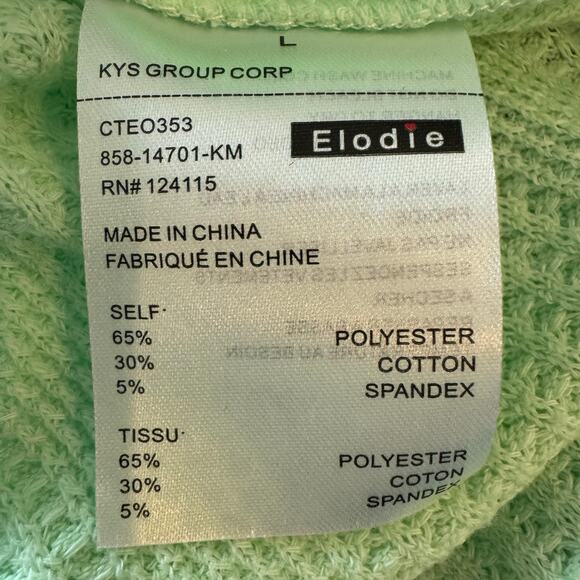 L
KYS GROUP CORP
CTEO353
858-14701-KM
RN# 124115
Elodie
MADE IN CHINA
FABRIQUÉ EN CHINE
SELF:
65% POLYESTER
30% COTTON
5% SPANDEX
TISSU:
65% POLYESTER
30% COTON
5% SPANDEX